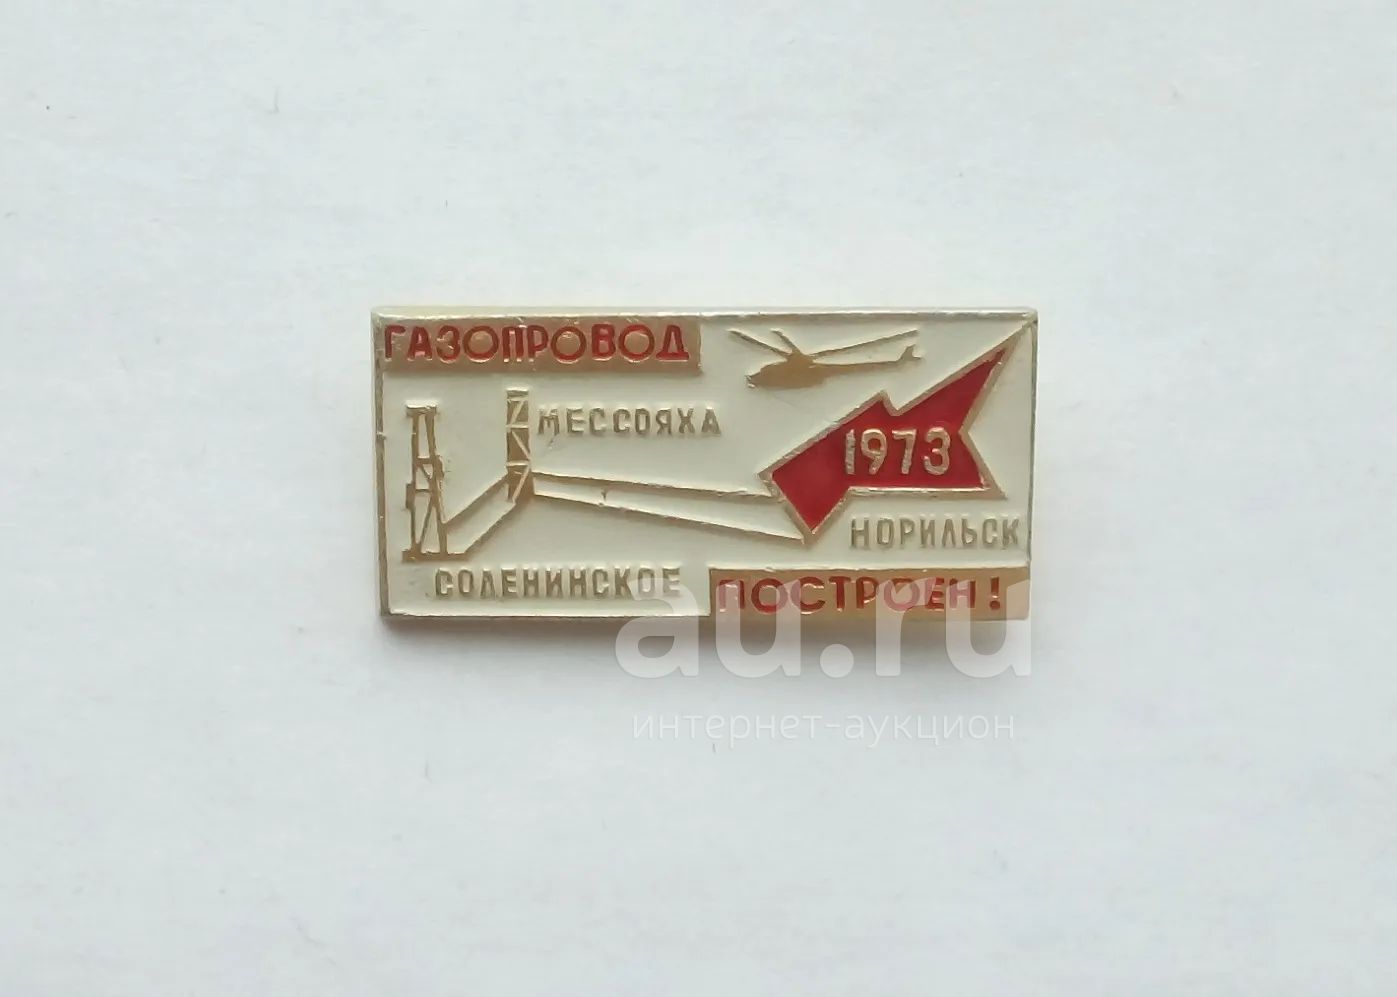 ГАЗОПРОВОД
МЕССОЯХА
1973
НОРИЛЬСК
СОЛЕНИНСКОЕ
ПОСТРОЕН!
au.ru
интернет-аукцион